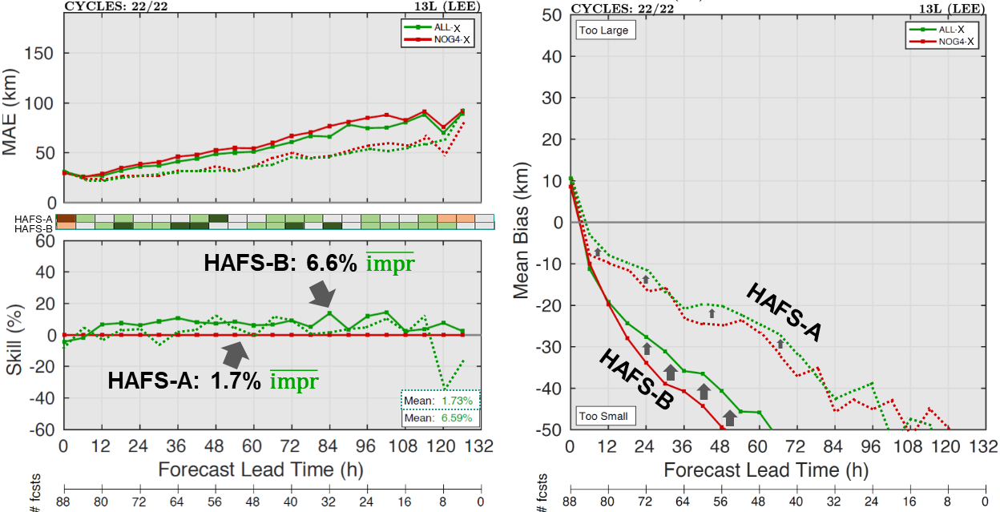 CYCLES: 22/22 13L (LEE)
ALL-X
NOG4-X
MAE (km)
150
100
50
0
HAFS-A
HAFS-B
60
40
20
0
-20
-40
-60
Skill (%)
HAFS-B: 6.6% impr
HAFS-A: 1.7% impr
Mean: 1.73%
Mean: 6.59%
0 12 24 36 48 60 72 84 96 108 120 132
Forecast Lead Time (h)
# fcsts
88 80 72 64 56 48 40 32 24 16 8 0
CYCLES: 22/22 13L (LEE)
Too Large
ALL-X
NOG4-X
Mean Bias (km)
50
40
30
20
10
0
-10
-20
-30
-40
-50
HAFS-A
HAFS-B
Too Small
0 12 24 36 48 60 72 84 96 108 120 132
Forecast Lead Time (h)
# fcsts
88 80 72 64 56 48 40 32 24 16 8 0